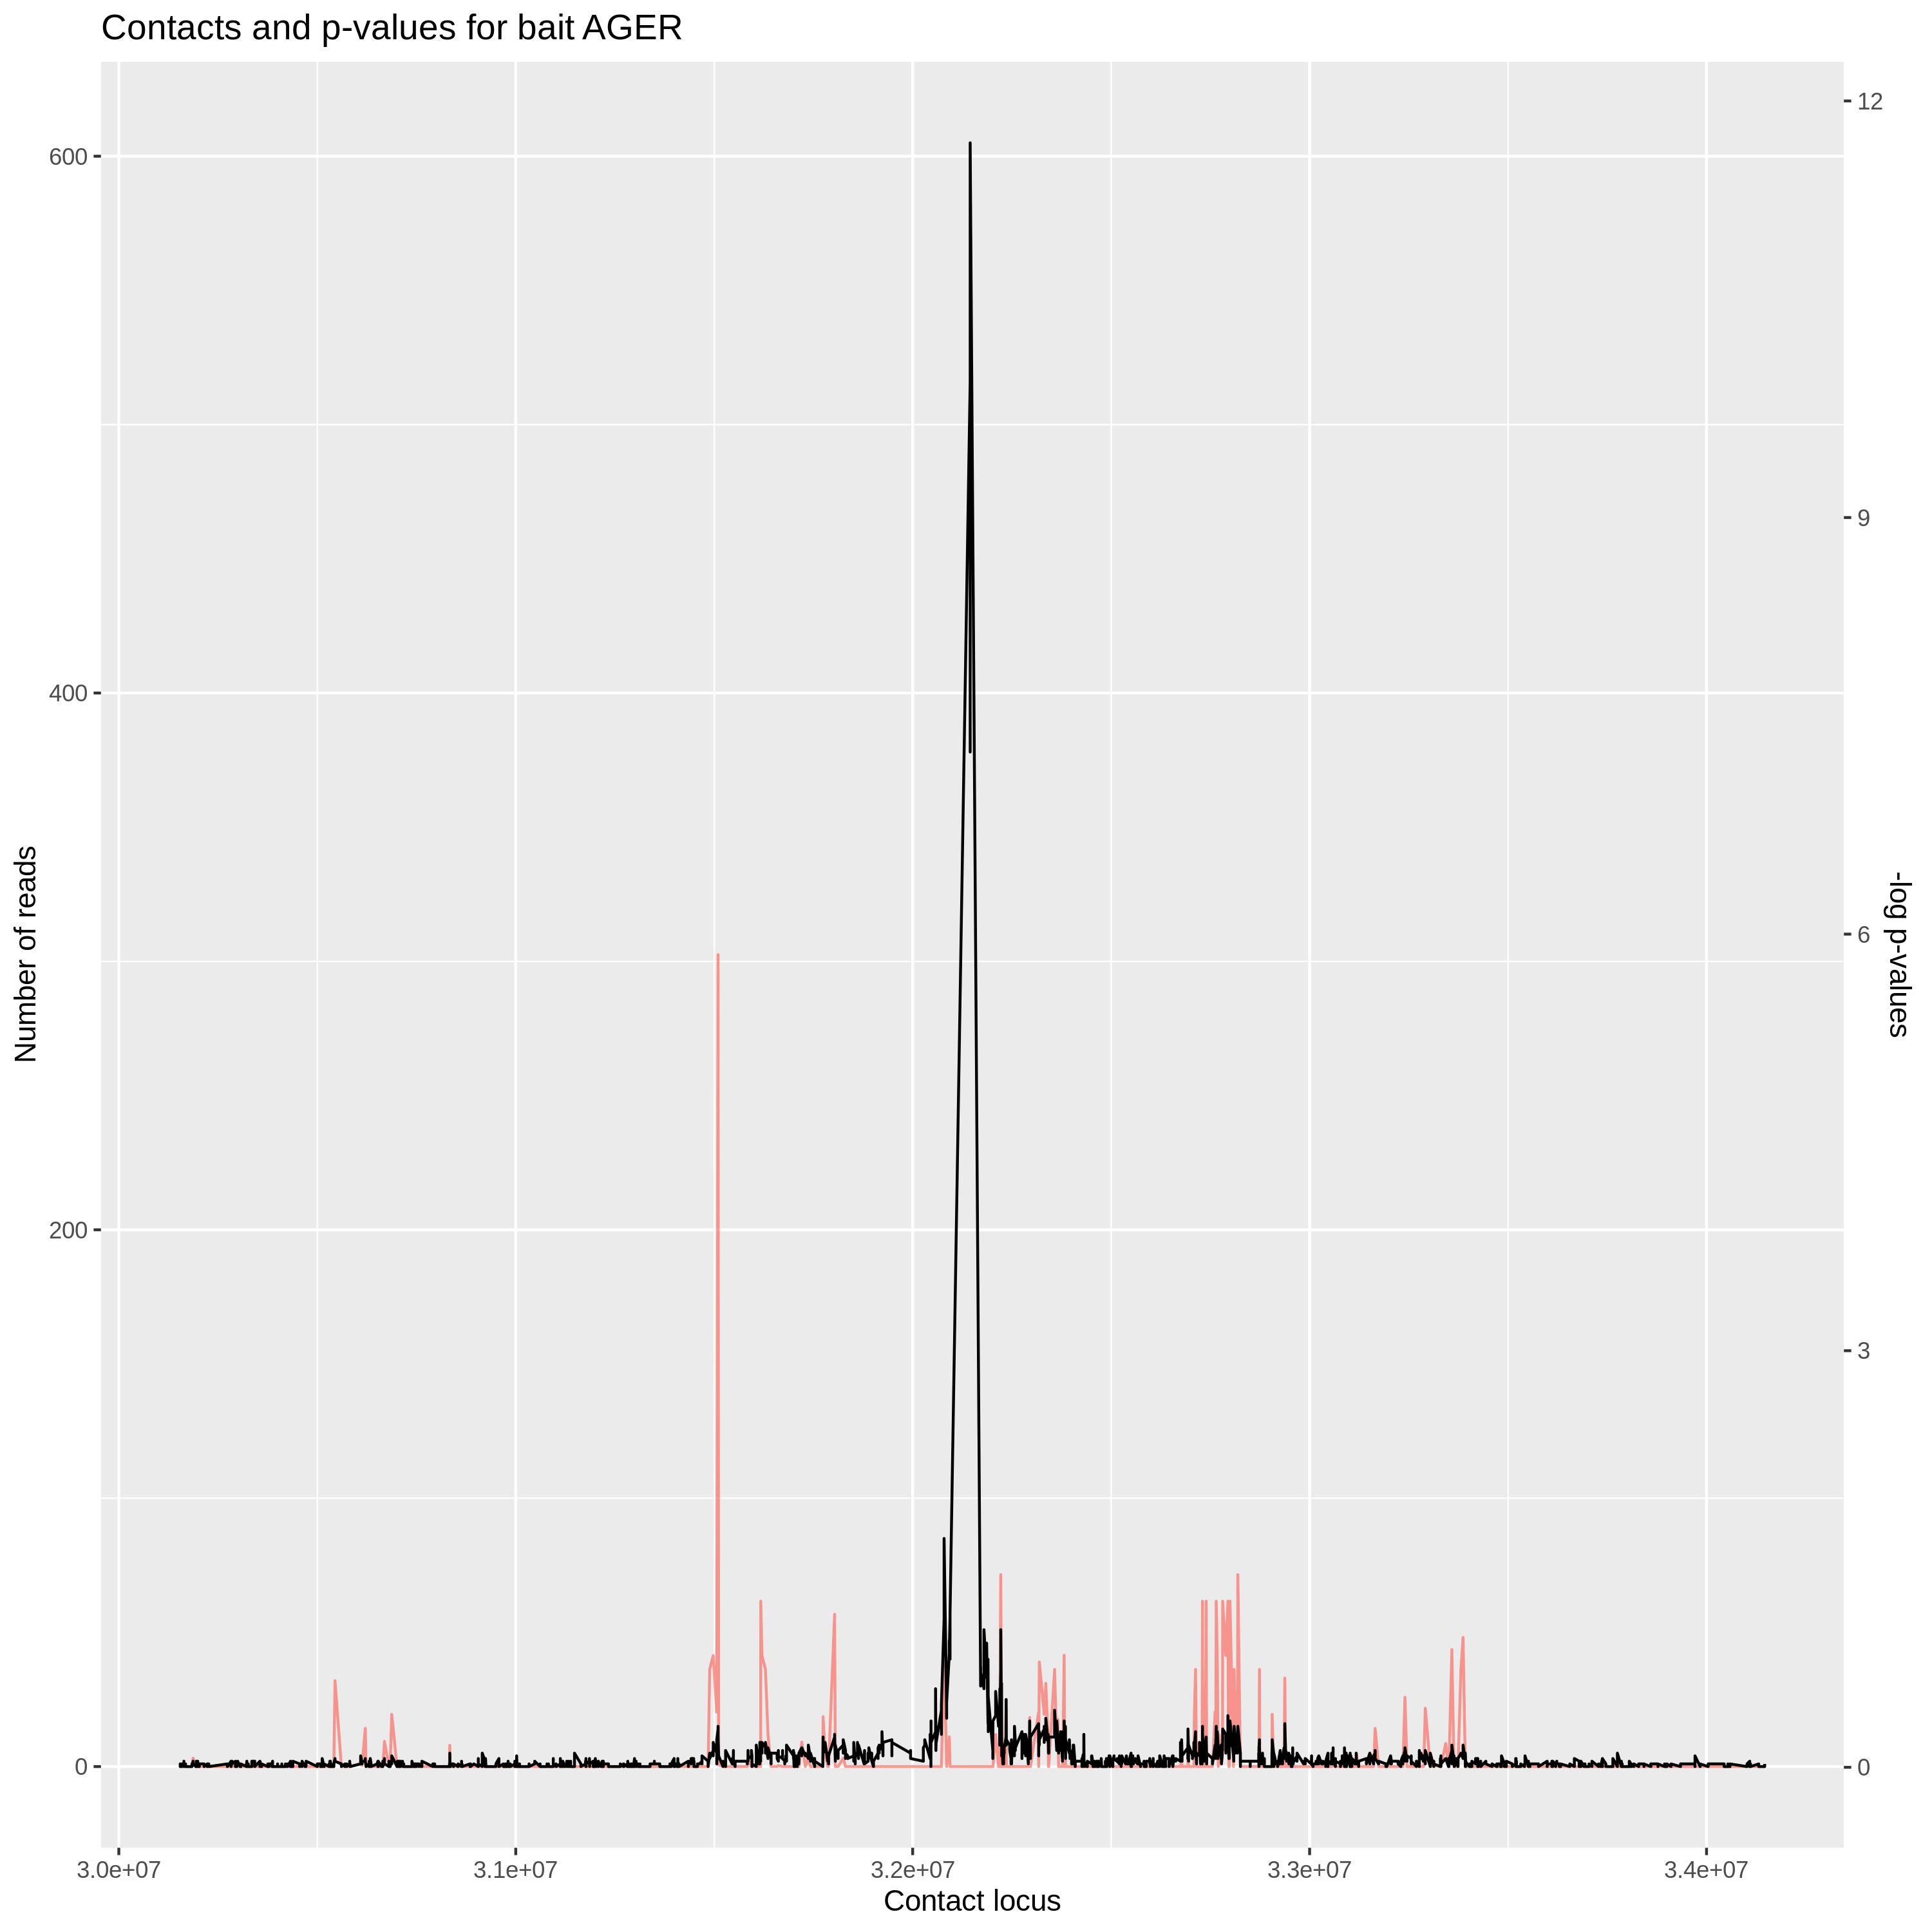 Contacts and p-values for bait AGER
12
600
9
400
Number of reads
-log p-values
6
200
3
0
0
3.0e+07
3.1e+07
3.2e+07
3.3e+07
3.4e+07
Contact locus